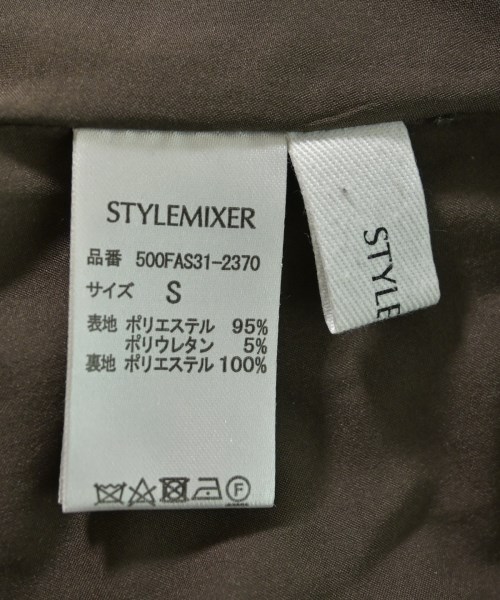 STYLEMIXER
品番 500FAS31-2370
サイズ S
表地 ポリエステル 95%
ポリウレタン 5%
裏地 ポリエステル 100%
F
STYLE